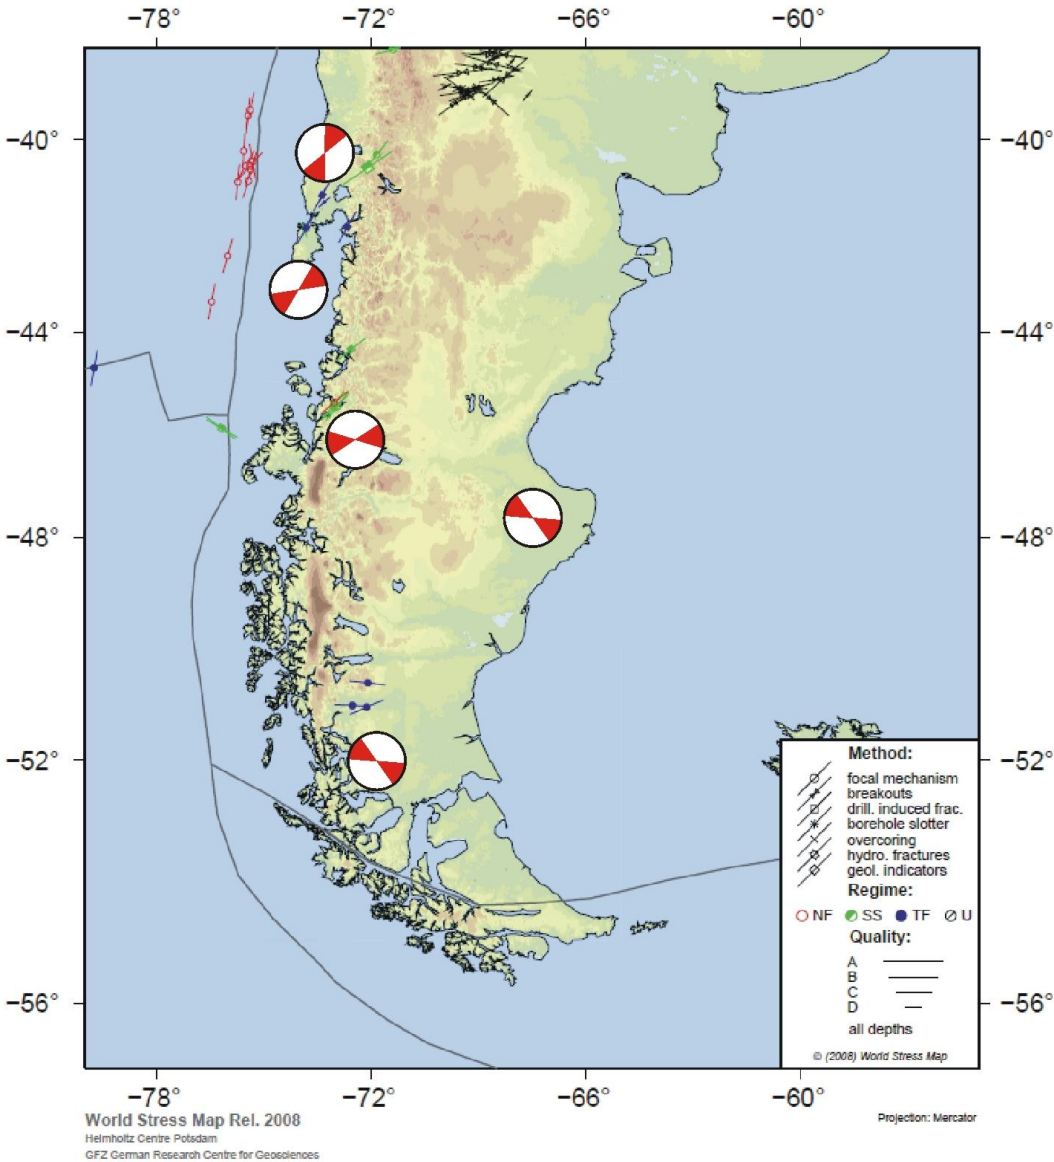 −78° −72° −66° −60°
−40° −40°
−44° −44°
−48° −48°
−52° −52°
−56° −56°
Method:
focal mechanism
breakouts
drill. induced frac.
borehole slotter
overcoring
hydro. fractures
geol. indicators
Regime:
NF SS TF U
Quality:
A
B
C
D
all depths
© (2008) World Stress Map
−78° −72° −66° −60°
World Stress Map Rel. 2008
Projection: Mercator
Helmholtz Centre Potsdam
GFZ German Research Centre for Geosciences